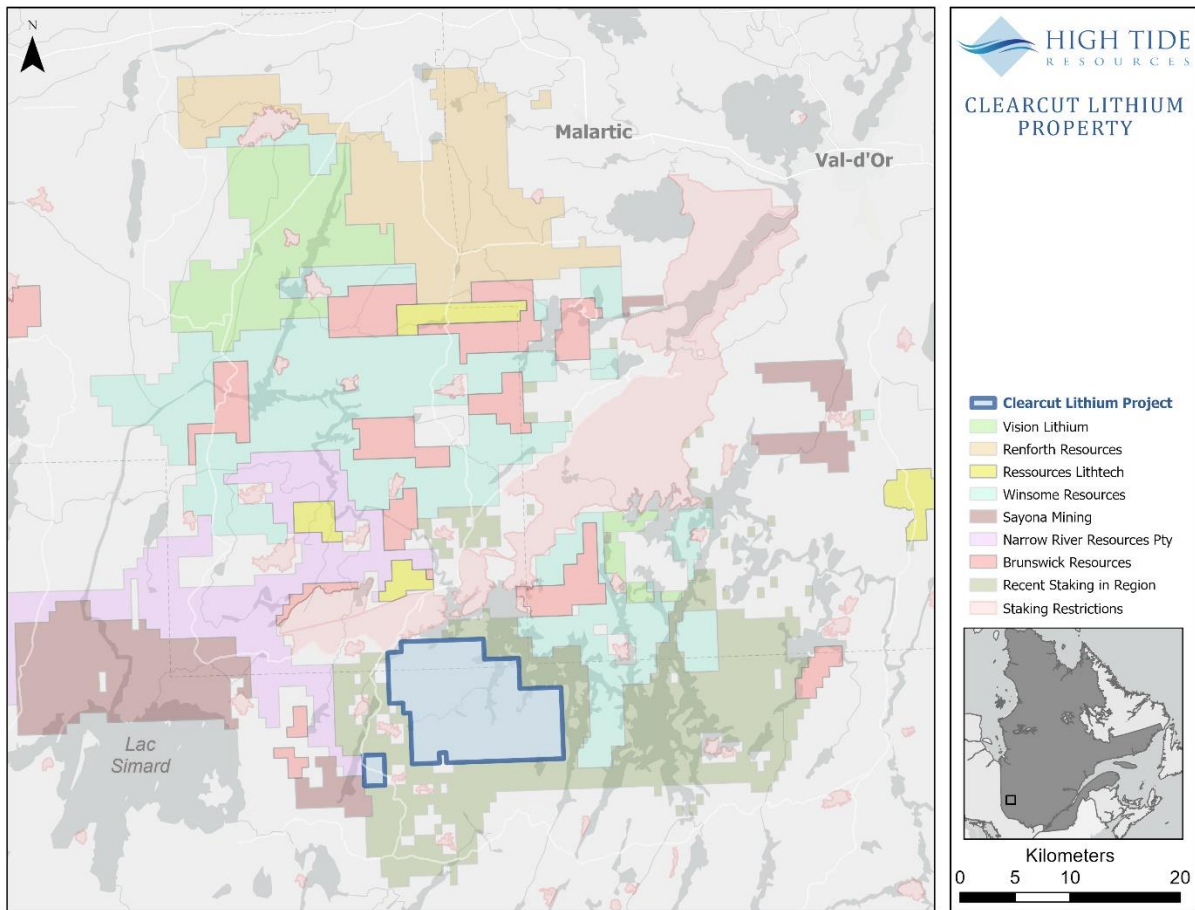 N
Malartic
Val-d'Or
Lac
Simard
HIGH TIDE
RESOURCES
CLEARCUT LITHIUM
PROPERTY
Clearcut Lithium Project
Vision Lithium
Renforth Resources
Ressources Lithtech
Winsome Resources
Sayona Mining
Narrow River Resources Pty
Brunswick Resources
Recent Staking in Region
Staking Restrictions
Kilometers
0 5 10 20